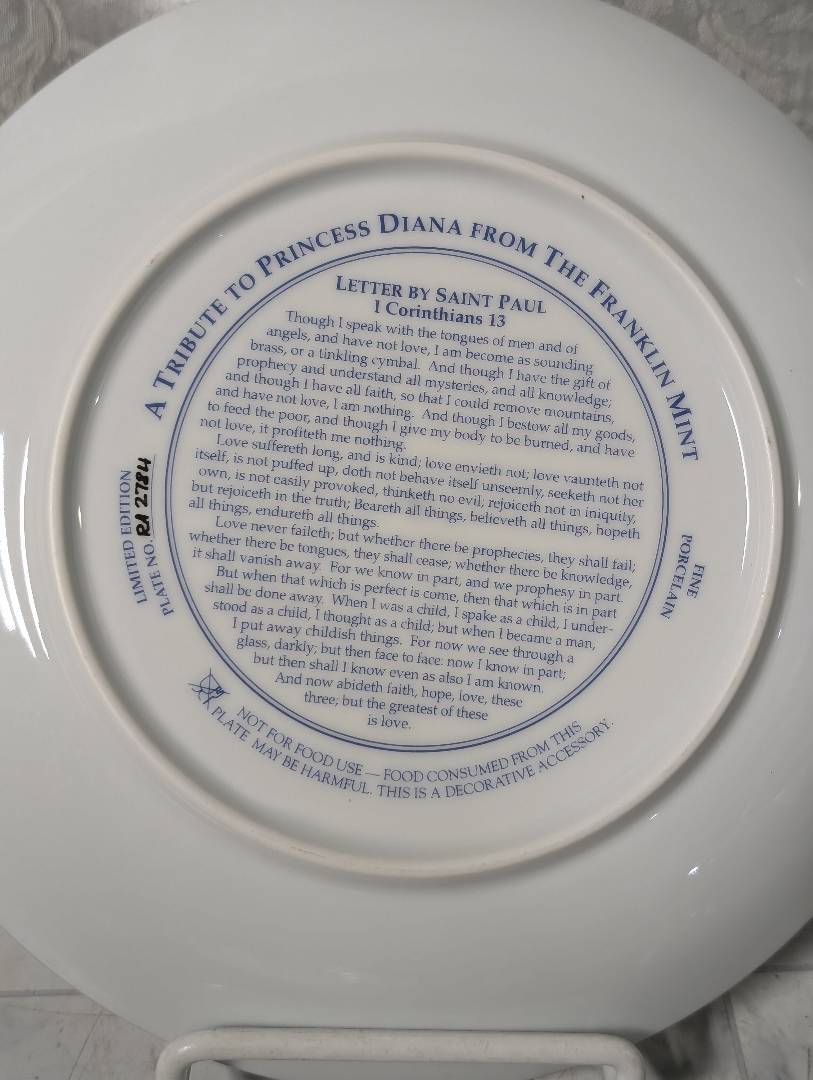 A TRIBUTE TO PRINCESS DIANA FROM THE FRANKLIN MINT
LETTER BY SAINT PAUL
I Corinthians 13
Though I speak with the tongues of men and of
angels, and have not love, I am become as sounding
brass, or a tinkling cymbal. And though I have the gift of
prophecy and understand all mysteries, and all knowledge;
and though I have all faith, so that I could remove mountains,
and have not love, I am nothing. And though I bestow all my goods,
to feed the poor, and though I give my body to be burned, and have
not love, it profiteth me nothing.
Love suffereth long, and is kind; love envieth not; love vaunteth not
itself, is not puffed up, doth not behave itself unseemly, seeketh not her
own, is not easily provoked, thinketh no evil; rejoiceth not in iniquity,
but rejoiceth in the truth; Beareth all things, believeth all things, hopeth
all things, endureth all things.
Love never faileth; but whether there be prophecies, they shall fail;
whether there be tongues, they shall cease; whether there be knowledge,
it shall vanish away. For we know in part, and we prophesy in part.
But when that which is perfect is come, then that which is in part
shall be done away. When I was a child, I spake as a child, I under-
stood as a child, I thought as a child; but when I became a man,
I put away childish things. For now we see through a
glass, darkly; but then face to face: now I know in part;
but then shall I know even as also I am known.
And now abideth faith, hope, love, these
three; but the greatest of these
is love.
LIMITED EDITION
PLATE NO. RA 2784
FINE
PORCELAIN
NOT FOR FOOD USE — FOOD CONSUMED FROM THIS
PLATE MAY BE HARMFUL. THIS IS A DECORATIVE ACCESSORY.